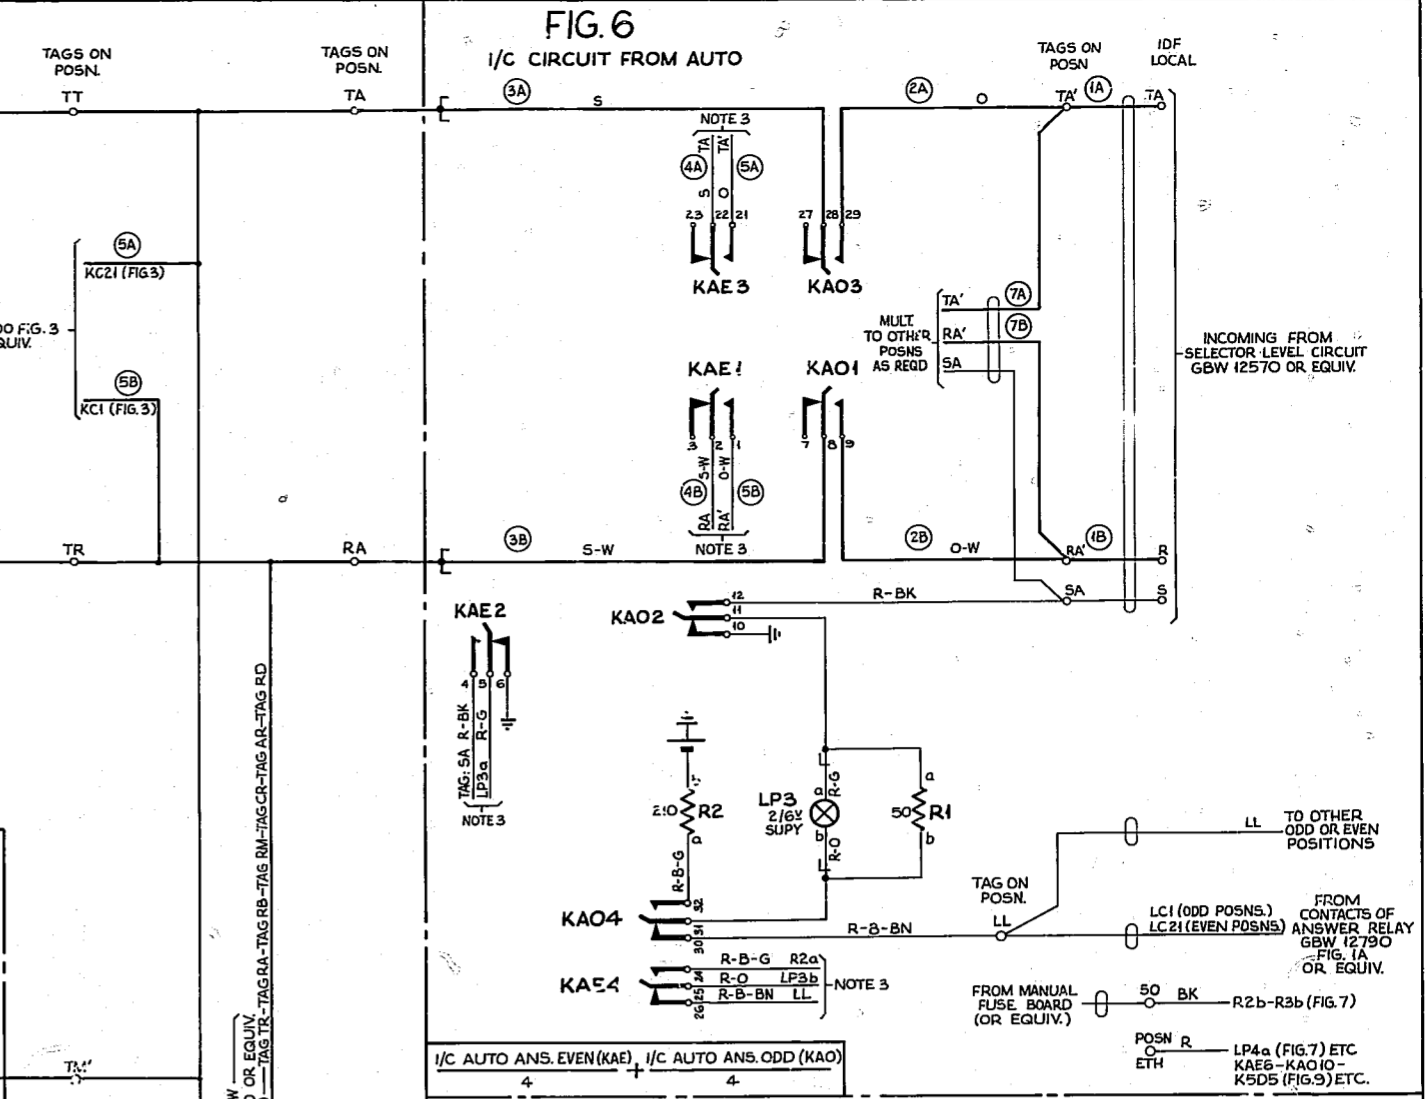 FIG. 6
I/C CIRCUIT FROM AUTO
TAGS ON
POSN.
TT
TAGS ON
POSN.
TA
3A
S
NOTE 3
TA
TA'
4A
5A
S
O
23
22
21
KAE3
27
28
29
KAO3
2A
O
TAGS ON
POSN
TA'
1A
IDF
LOCAL
TA
5A
KC21 (FIG.3)
FIG. 3
5B
KC1 (FIG.3)
MULT.
TO OTHER
POSNS
AS REQD
TA'
7A
RA'
7B
SA
INCOMING FROM
SELECTOR LEVEL CIRCUIT
GBW 12570 OR EQUIV.
KAE1
3
2
1
S-W
O-W
4B
5B
RA
RA'
NOTE 3
KAO1
7
8
9
TR
RA
3B
S-W
2B
O-W
RA'
1B
R
KAE2
4
5
6
TAG: SA R-BK
LP3a R-G
NOTE 3
KAO2
12
11
10
R-BK
SA
S
TAG TR-TAG RA-TAG RB-TAG RM-TAG CR-TAG AR-TAG RD
OR EQUIV.
R2
R-B-G
LP3
2/6V
SUPY
a
R-G
b
R-O
50
R1
a
b
KAO4
32
31
30
R-B-BN
TAG ON
POSN.
LL
LL
TO OTHER
ODD OR EVEN
POSITIONS
LC1 (ODD POSNS.)
LC21 (EVEN POSNS)
FROM
CONTACTS OF
ANSWER RELAY
GBW 12790
FIG. 1A
OR EQUIV.
KAE4
24
25
26
R-B-G R2a
R-O LP3b
R-B-BN LL
NOTE 3
FROM MANUAL
FUSE BOARD
(OR EQUIV.)
50
BK
R2b-R3b (FIG.7)
POSN
ETH
R
LP4a (FIG.7) ETC
KAE6-KAO10-
K5D5 (FIG.9) ETC.
I/C AUTO ANS. EVEN (KAE) + I/C AUTO ANS. ODD (KAO)
4
4
TM'